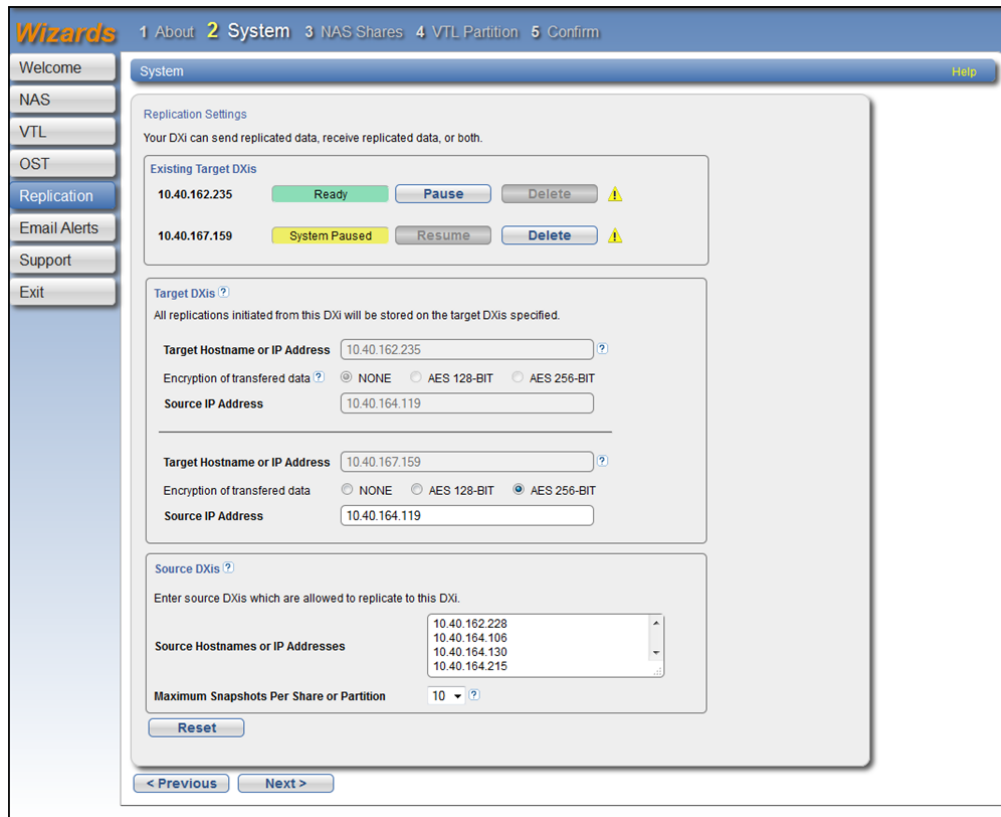 Wizards
1 About 2 System 3 NAS Shares 4 VTL Partition 5 Confirm
Welcome
NAS
VTL
OST
Replication
Email Alerts
Support
Exit
System Help
Replication Settings
Your DXi can send replicated data, receive replicated data, or both.
Existing Target DXis
10.40.162.235 Ready Pause Delete
10.40.167.159 System Paused Resume Delete
Target DXis ?
All replications initiated from this DXi will be stored on the target DXis specified.
Target Hostname or IP Address 10.40.162.235 ?
Encryption of transfered data ? NONE AES 128-BIT AES 256-BIT
Source IP Address 10.40.164.119
Target Hostname or IP Address 10.40.167.159 ?
Encryption of transfered data NONE AES 128-BIT AES 256-BIT
Source IP Address 10.40.164.119
Source DXis ?
Enter source DXis which are allowed to replicate to this DXi.
Source Hostnames or IP Addresses
10.40.162.228
10.40.164.106
10.40.164.130
10.40.164.215
Maximum Snapshots Per Share or Partition 10 ?
Reset
< Previous Next >